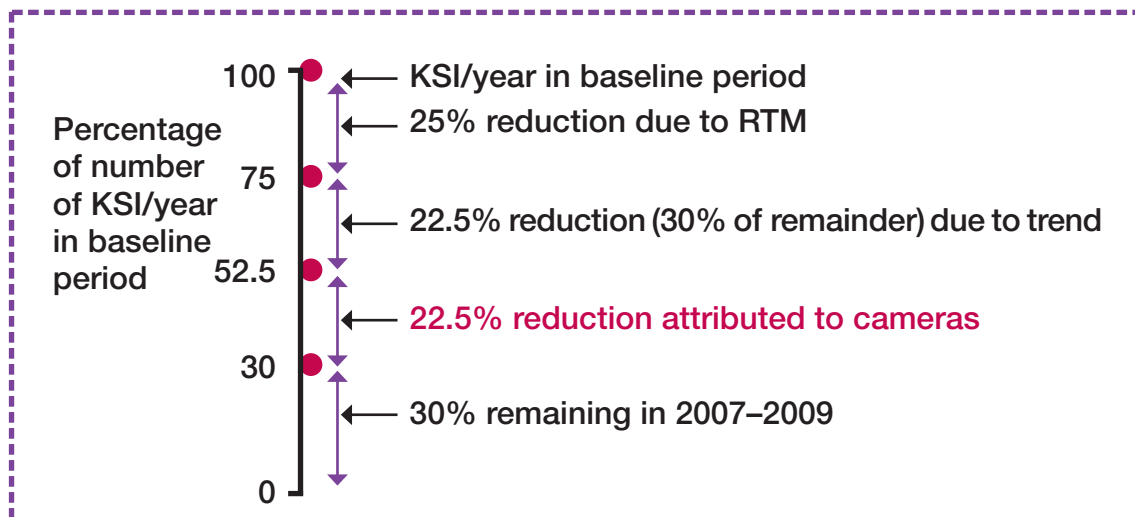 100
KSI/year in baseline period
25% reduction due to RTM
Percentage
of number
of KSI/year
in baseline
period
75
22.5% reduction (30% of remainder) due to trend
52.5
22.5% reduction attributed to cameras
30
30% remaining in 2007–2009
0